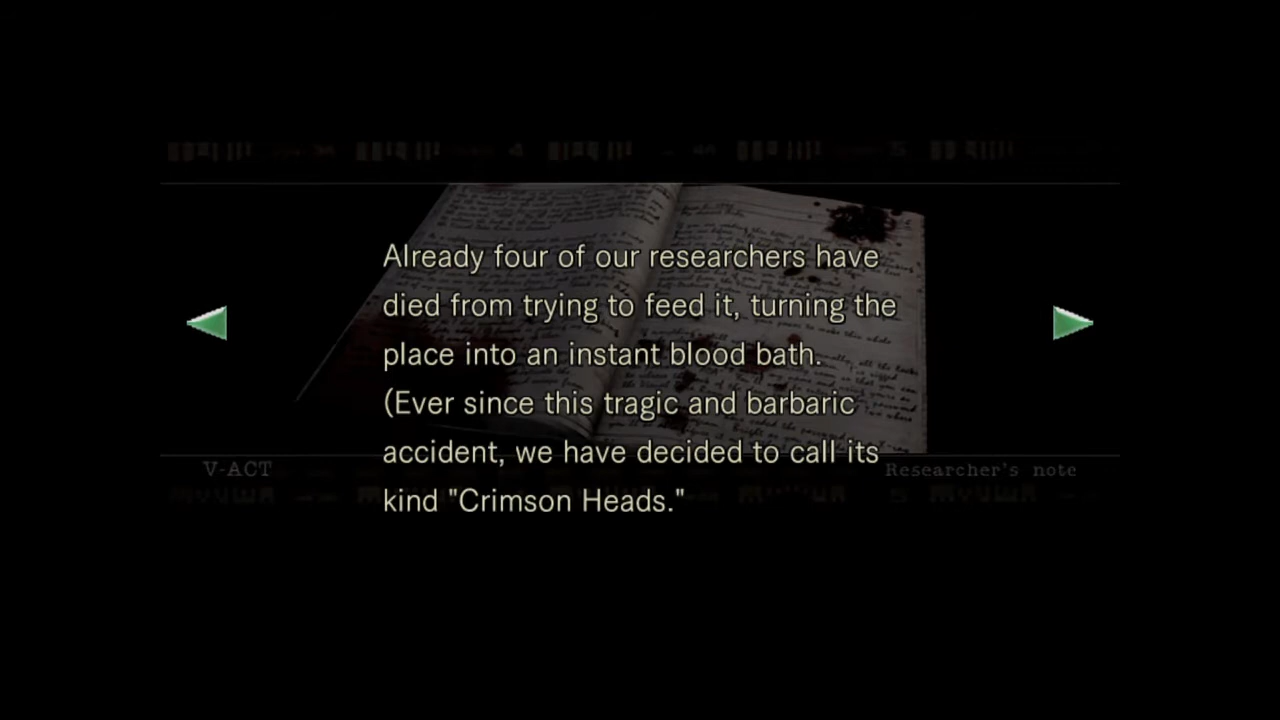 Already four of our researchers have
died from trying to feed it, turning the
place into an instant blood bath.
(Ever since this tragic and barbaric
accident, we have decided to call its
kind "Crimson Heads."
V-ACT
Researcher's note